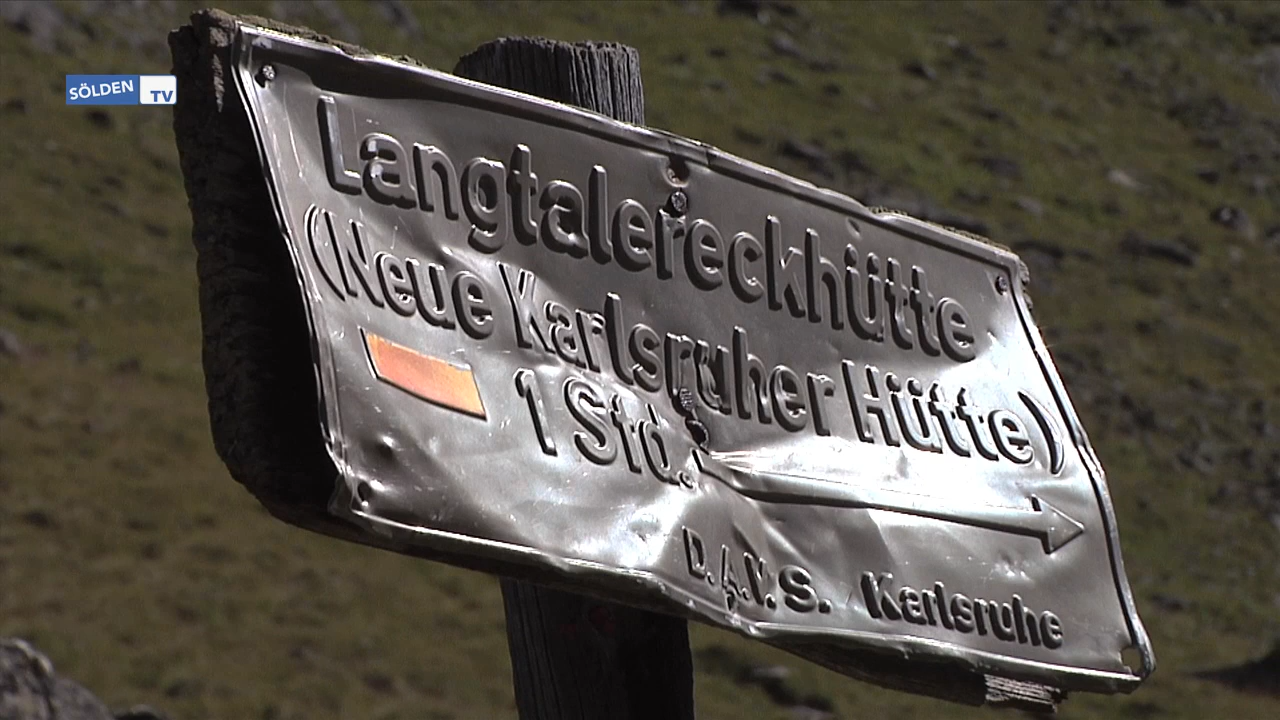 SÖLDEN TV
Langtalereckhütte
(Neue Karlsruher Hütte)
1 Std.
D.A.V.S. Karlsruhe